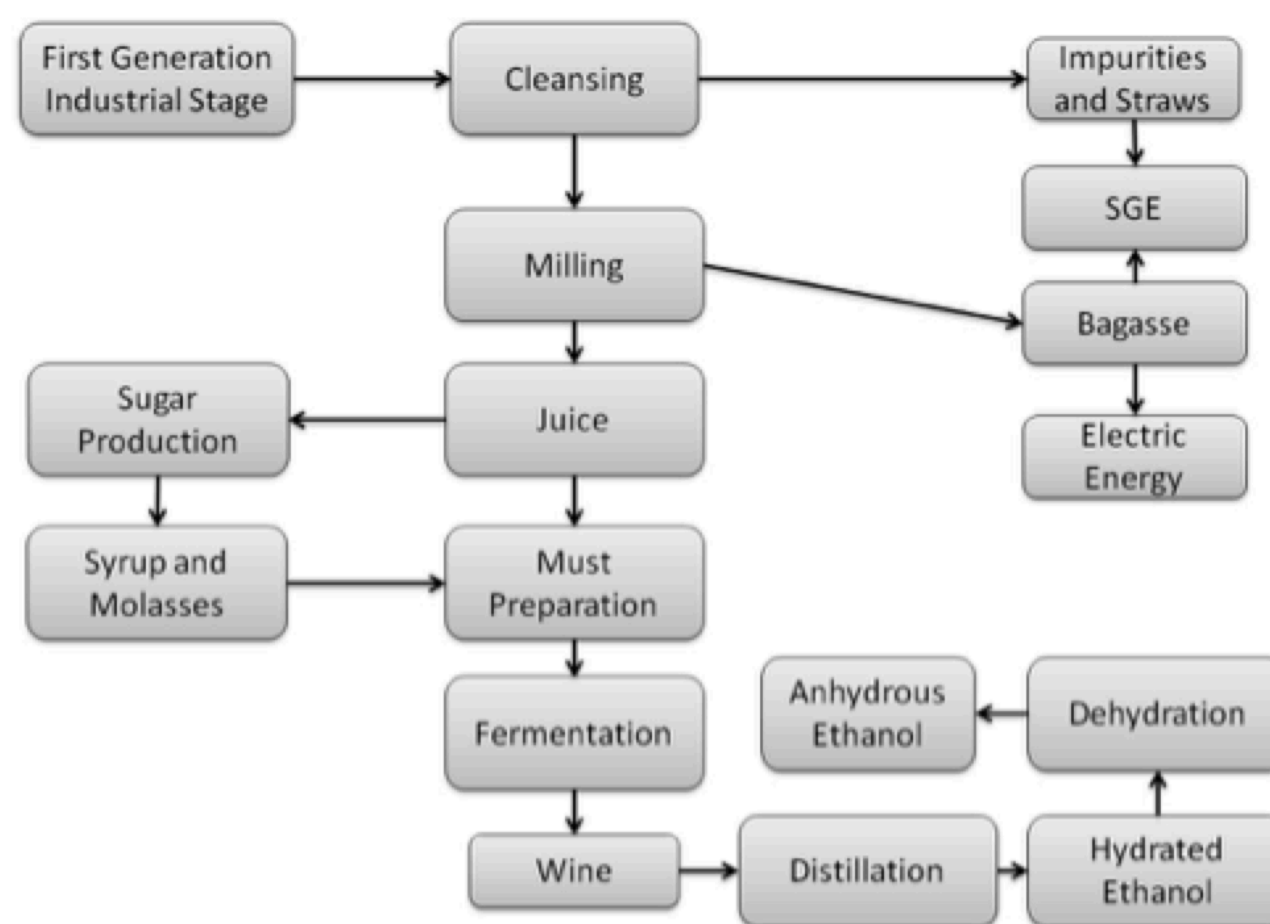 First Generation
Industrial Stage
Cleansing
Impurities
and Straws
SGE
Milling
Bagasse
Sugar
Production
Juice
Electric
Energy
Syrup and
Molasses
Must
Preparation
Fermentation
Anhydrous
Ethanol
Dehydration
Wine
Distillation
Hydrated
Ethanol